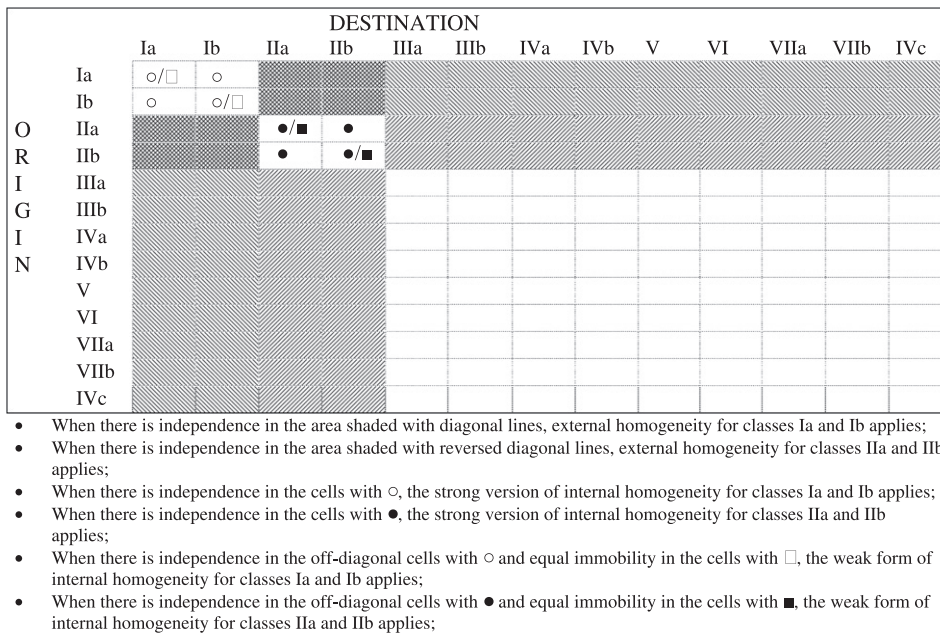 DESTINATION
Ia Ib IIa IIb IIIa IIIb IVa IVb V VI VIIa VIIb IVc
Ia ○/□ ○
Ib ○ ○/□
O IIa ●/■ ●
R IIb ● ●/■
I IIIa
G IIIb
I IVa
N IVb
V
VI
VIIa
VIIb
IVc
• When there is independence in the area shaded with diagonal lines, external homogeneity for classes Ia and Ib applies;
• When there is independence in the area shaded with reversed diagonal lines, external homogeneity for classes IIa and IIb
applies;
• When there is independence in the cells with ○, the strong version of internal homogeneity for classes Ia and Ib applies;
• When there is independence in the cells with ●, the strong version of internal homogeneity for classes IIa and IIb
applies;
• When there is independence in the off-diagonal cells with ○ and equal immobility in the cells with □, the weak form of
internal homogeneity for classes Ia and Ib applies;
• When there is independence in the off-diagonal cells with ● and equal immobility in the cells with ■, the weak form of
internal homogeneity for classes IIa and IIb applies;